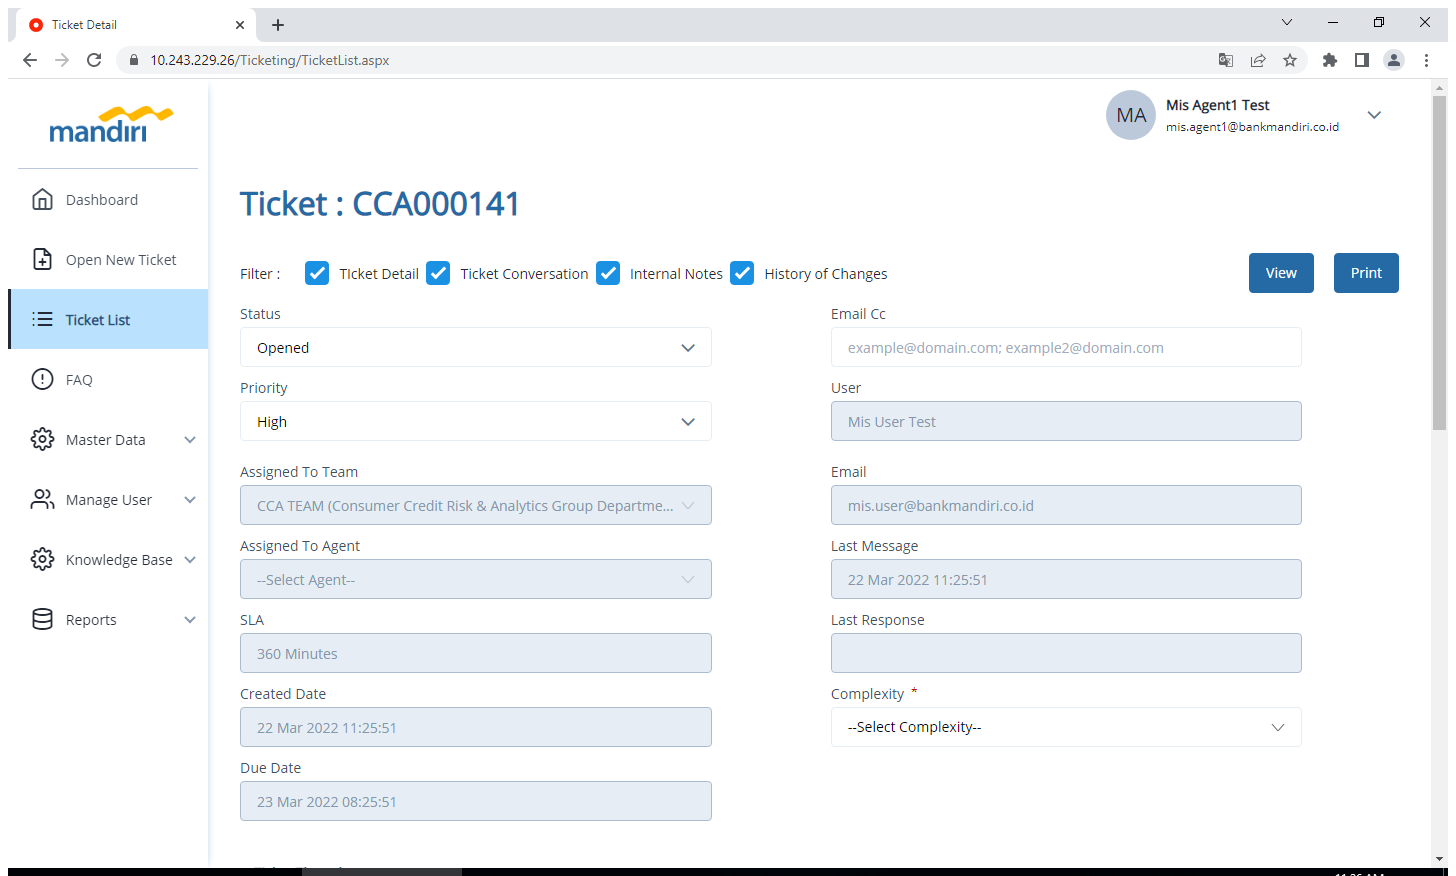 Ticket Detail
10.243.229.26/Ticketing/TicketList.aspx
mandiri
MA
Mis Agent1 Test
mis.agent1@bankmandiri.co.id
Dashboard
Open New Ticket
Ticket List
FAQ
Master Data
Manage User
Knowledge Base
Reports
Ticket : CCA000141
Filter : TIcket Detail Ticket Conversation Internal Notes History of Changes View Print
Status
Opened
Email Cc
example@domain.com; example2@domain.com
Priority
High
User
Mis User Test
Assigned To Team
CCA TEAM (Consumer Credit Risk & Analytics Group Departme...
Email
mis.user@bankmandiri.co.id
Assigned To Agent
--Select Agent--
Last Message
22 Mar 2022 11:25:51
SLA
360 Minutes
Last Response
Created Date
22 Mar 2022 11:25:51
Complexity *
--Select Complexity--
Due Date
23 Mar 2022 08:25:51